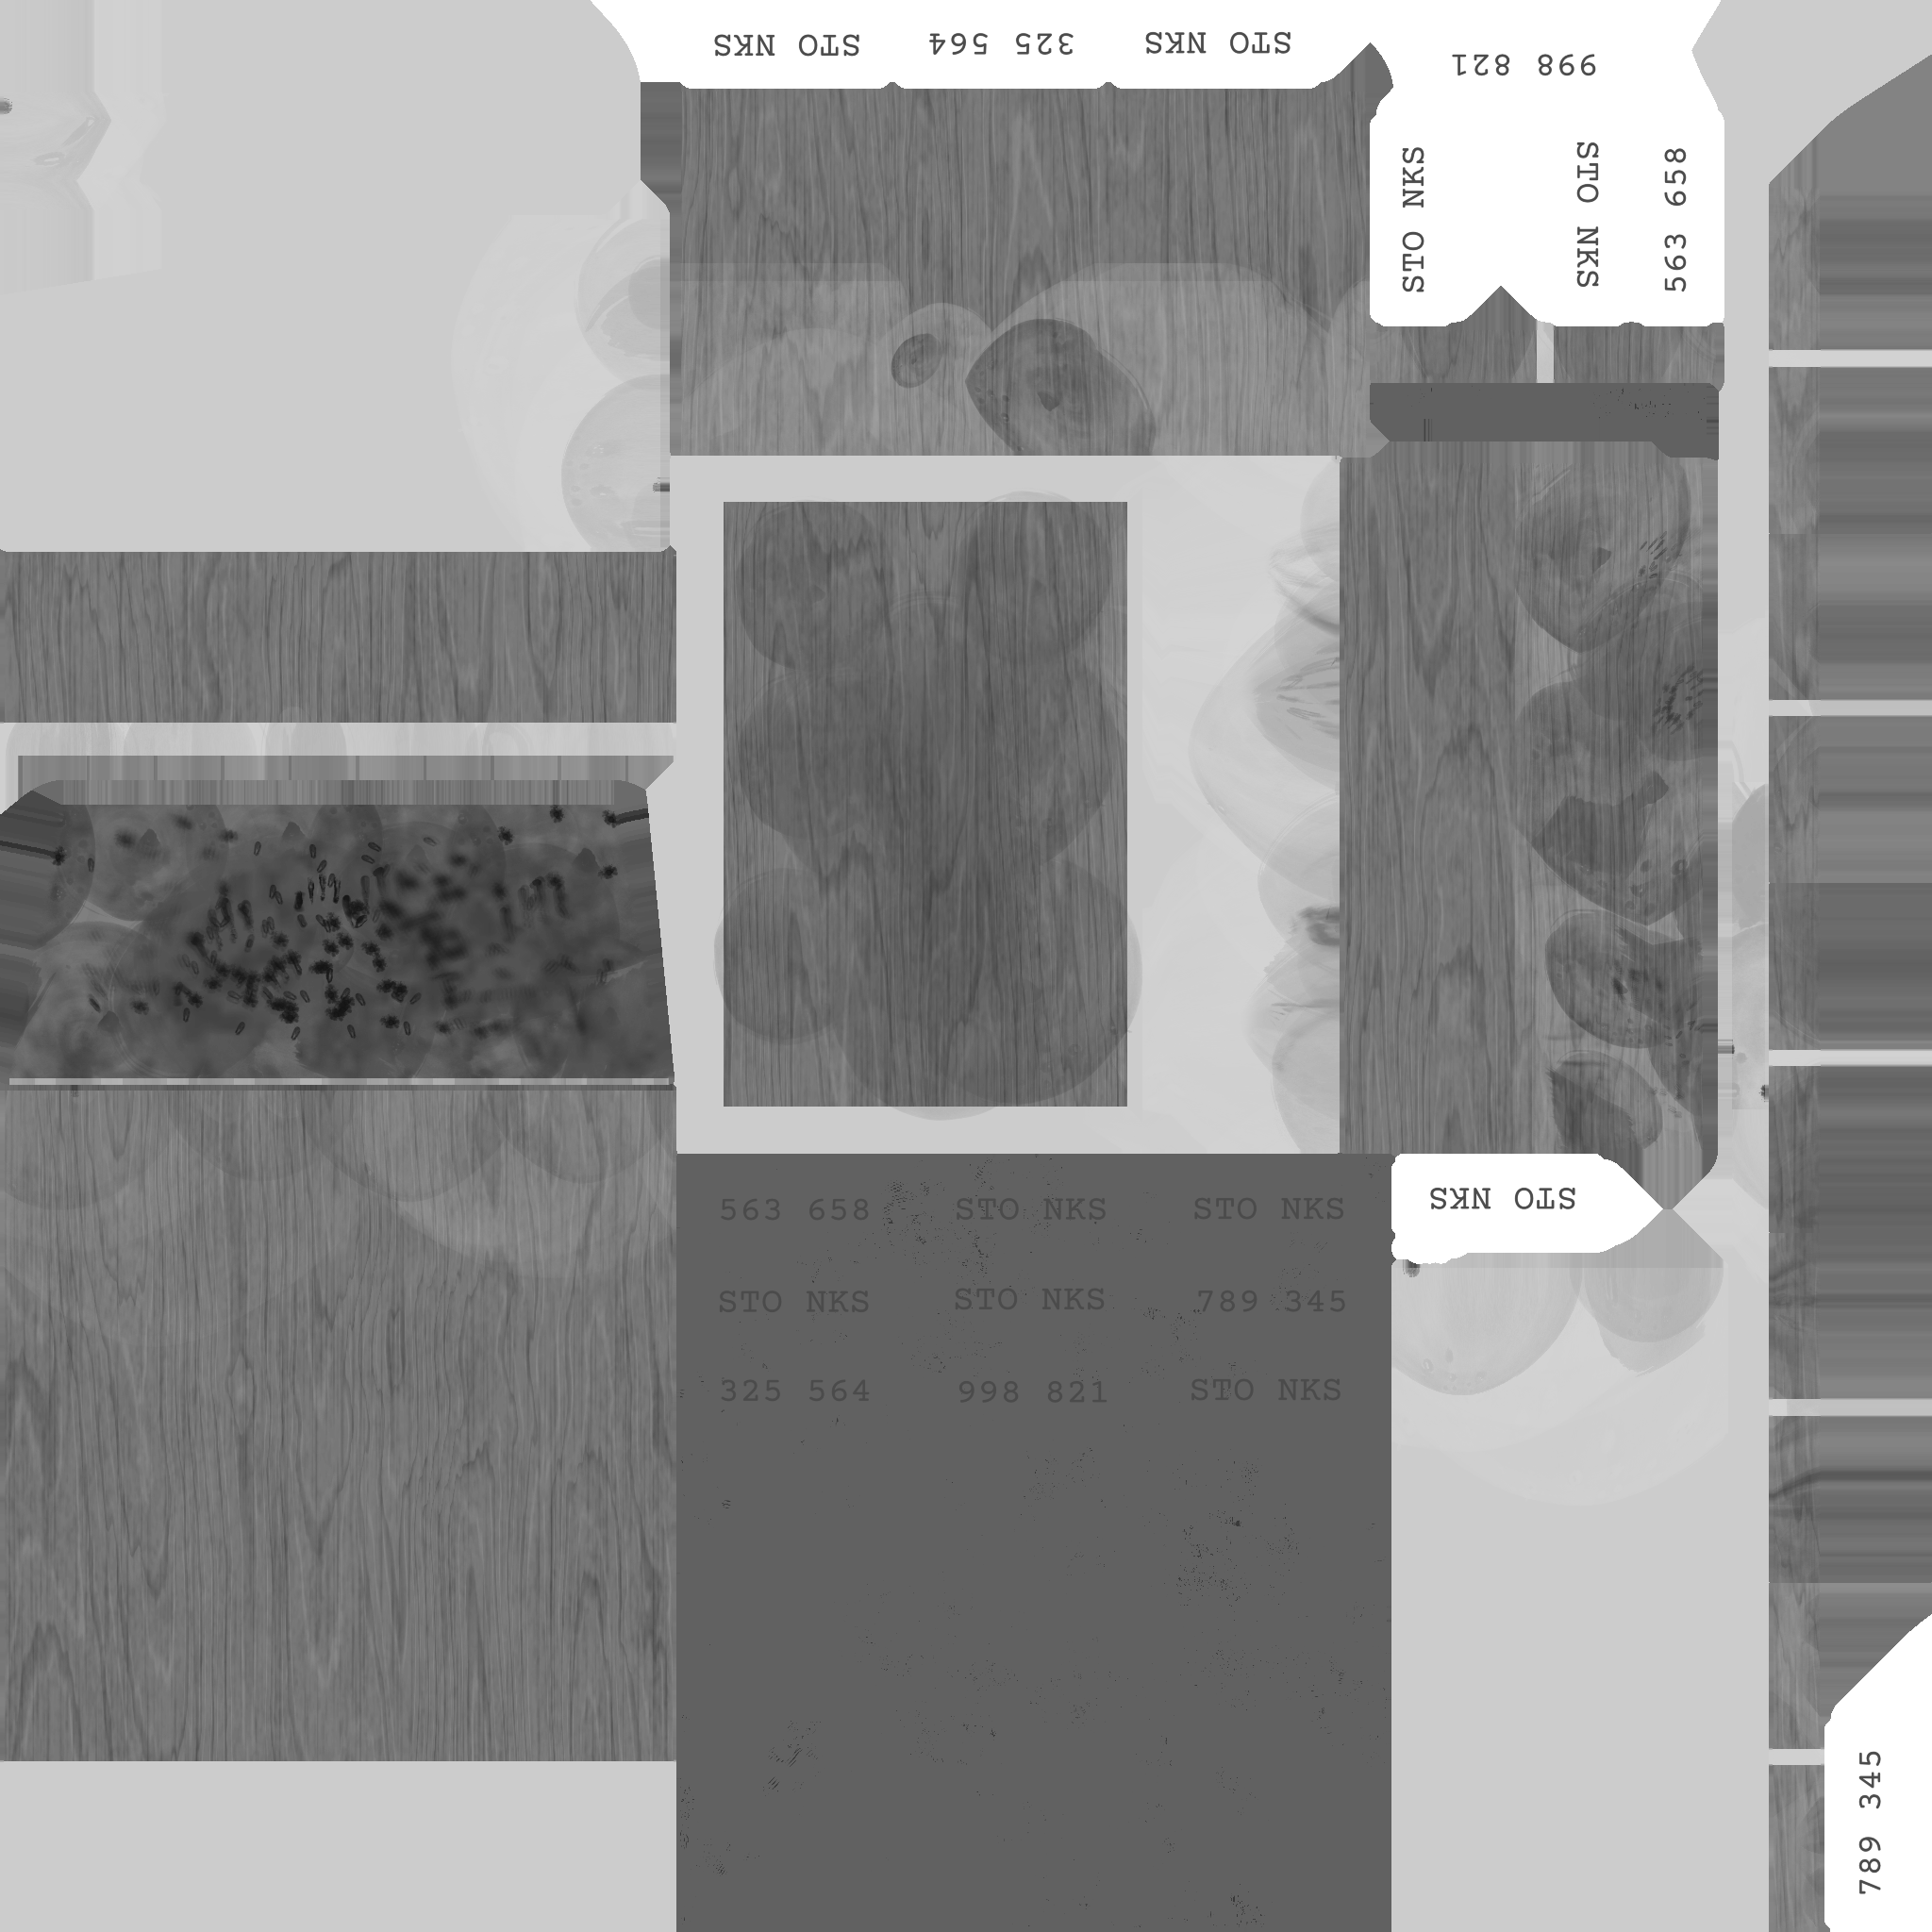 STO NKS 325 564 STO NKS
998 821
STO NKS
STO NKS
563 658
STO NKS
563 658 STO NKS STO NKS
STO NKS STO NKS 789 345
325 564 998 821 STO NKS
789 345